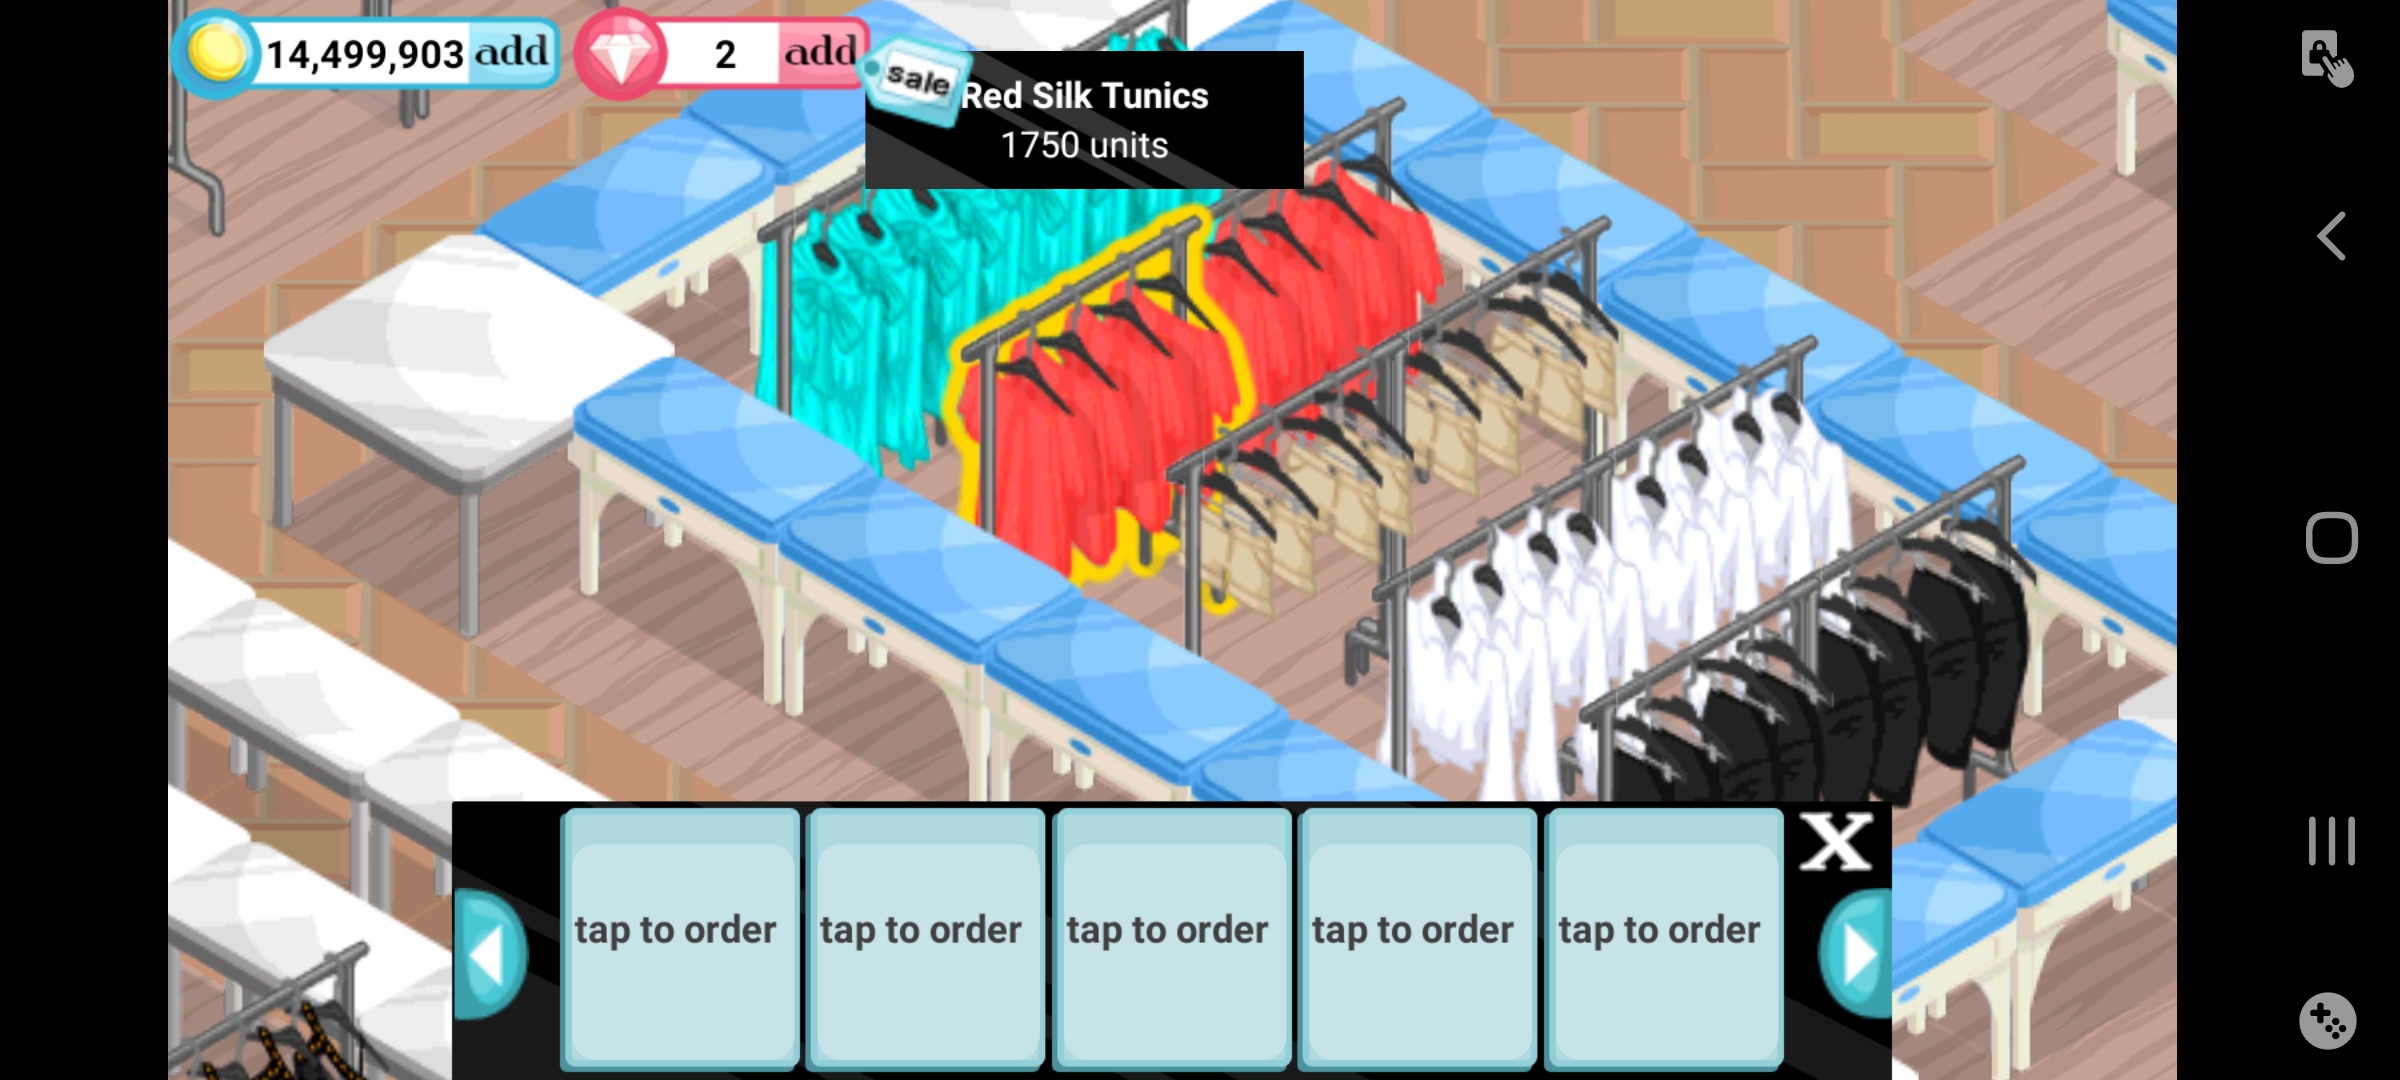 14,499,903 add
2 add
sale
Red Silk Tunics
1750 units
X
tap to order
tap to order
tap to order
tap to order
tap to order